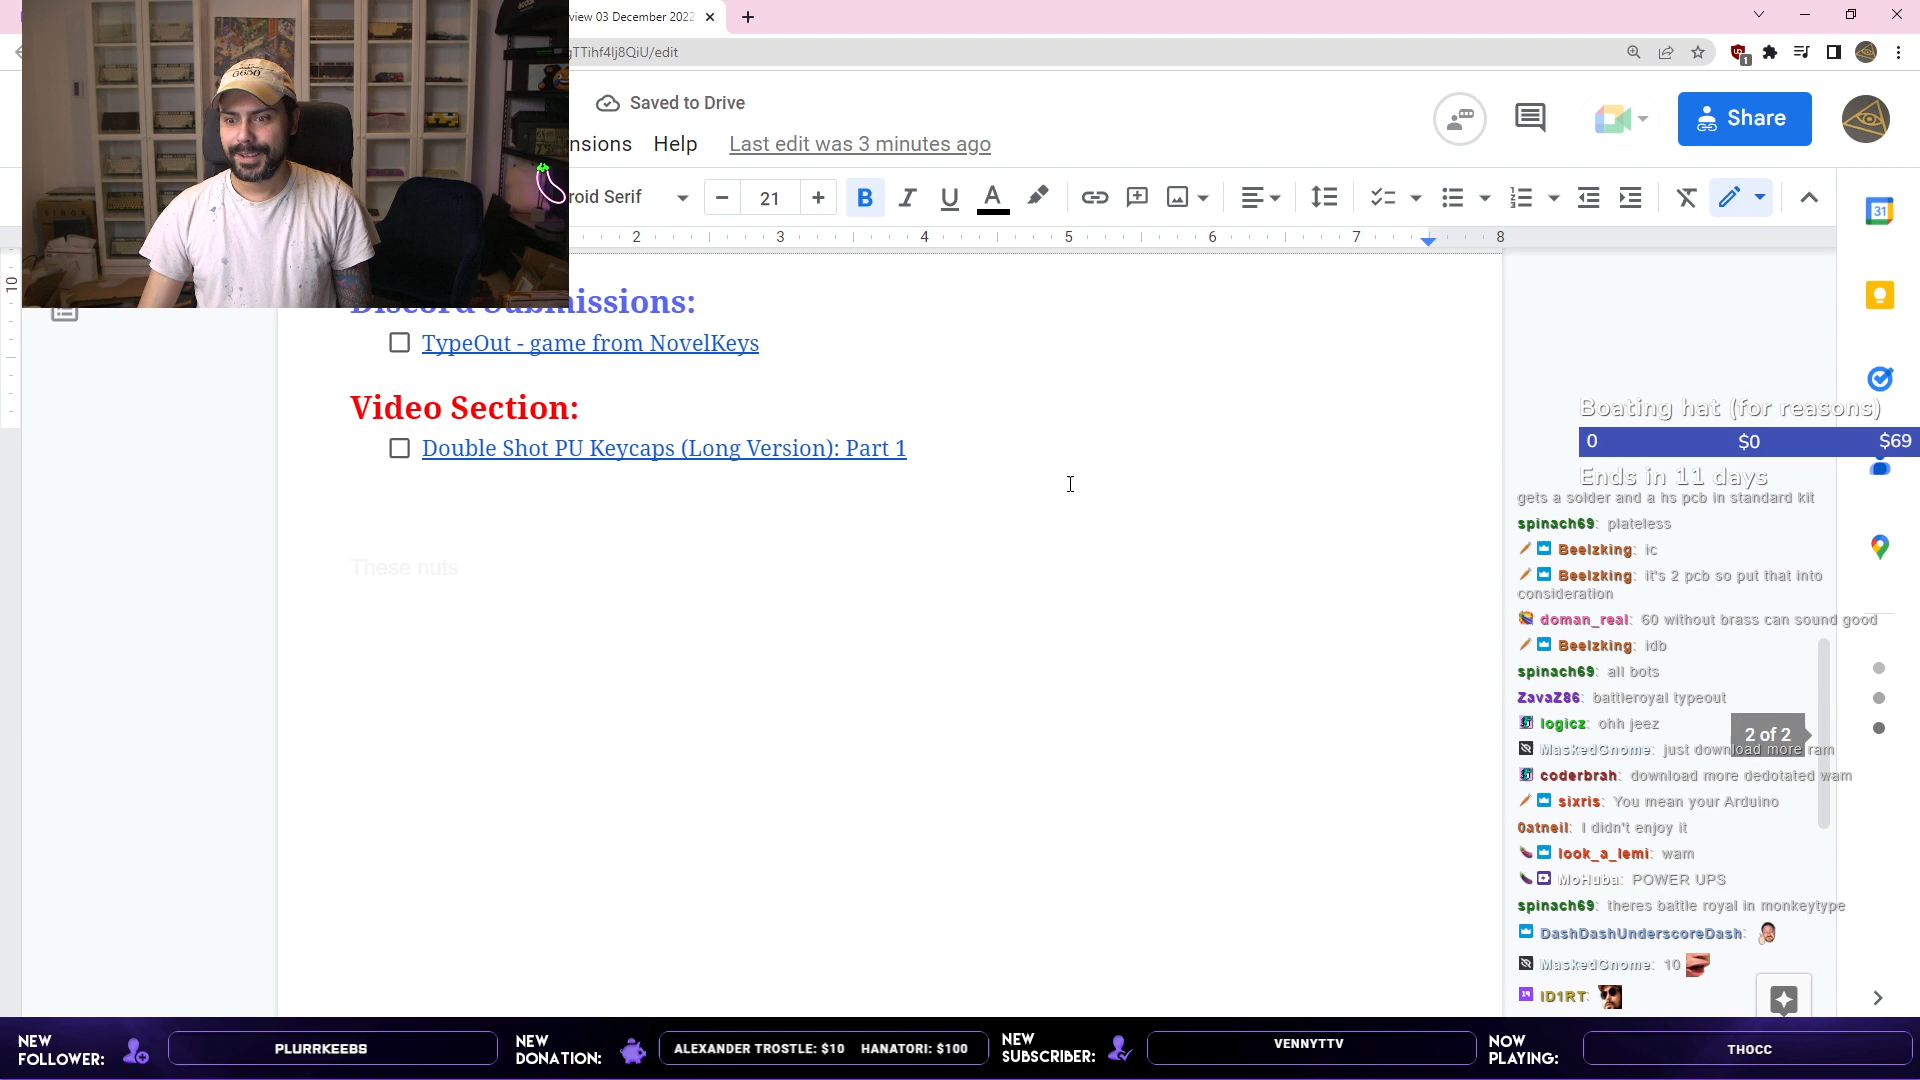 view 03 December 2022
gTTihf4lj8QiU/edit
1
Saved to Drive
nsions Help Last edit was 3 minutes ago
Share
roid Serif 21 B I U A
31
2 3 4 5 6 7 8
10
Discord Submissions:
TypeOut - game from NovelKeys
Video Section:
Double Shot PU Keycaps (Long Version): Part 1
These nuts
Boating hat (for reasons)
0 $0 $69
Ends in 11 days
gets a solder and a hs pcb in standard kit
spinach69: plateless
Beelzking: ic
Beelzking: it's 2 pcb so put that into
consideration
doman_real: 60 without brass can sound good
Beelzking: idb
spinach69: all bots
ZavaZ86: battleroyal typeout
logicz: ohh jeez
2 of 2
MaskedGnome: just download more ram
coderbrah: download more dedotated wam
sixris: You mean your Arduino
0atneil: I didn't enjoy it
look_a_lemi: wam
MoHuba: POWER UPS
spinach69: theres battle royal in monkeytype
DashDashUnderscoreDash:
MaskedGnome: 10
ID1RT:
NEW
FOLLOWER:
PLURRKEEBS
NEW
DONATION:
ALEXANDER TROSTLE: $10 HANATORI: $100
NEW
SUBSCRIBER:
VENNYTTV
NOW
PLAYING:
THOCC